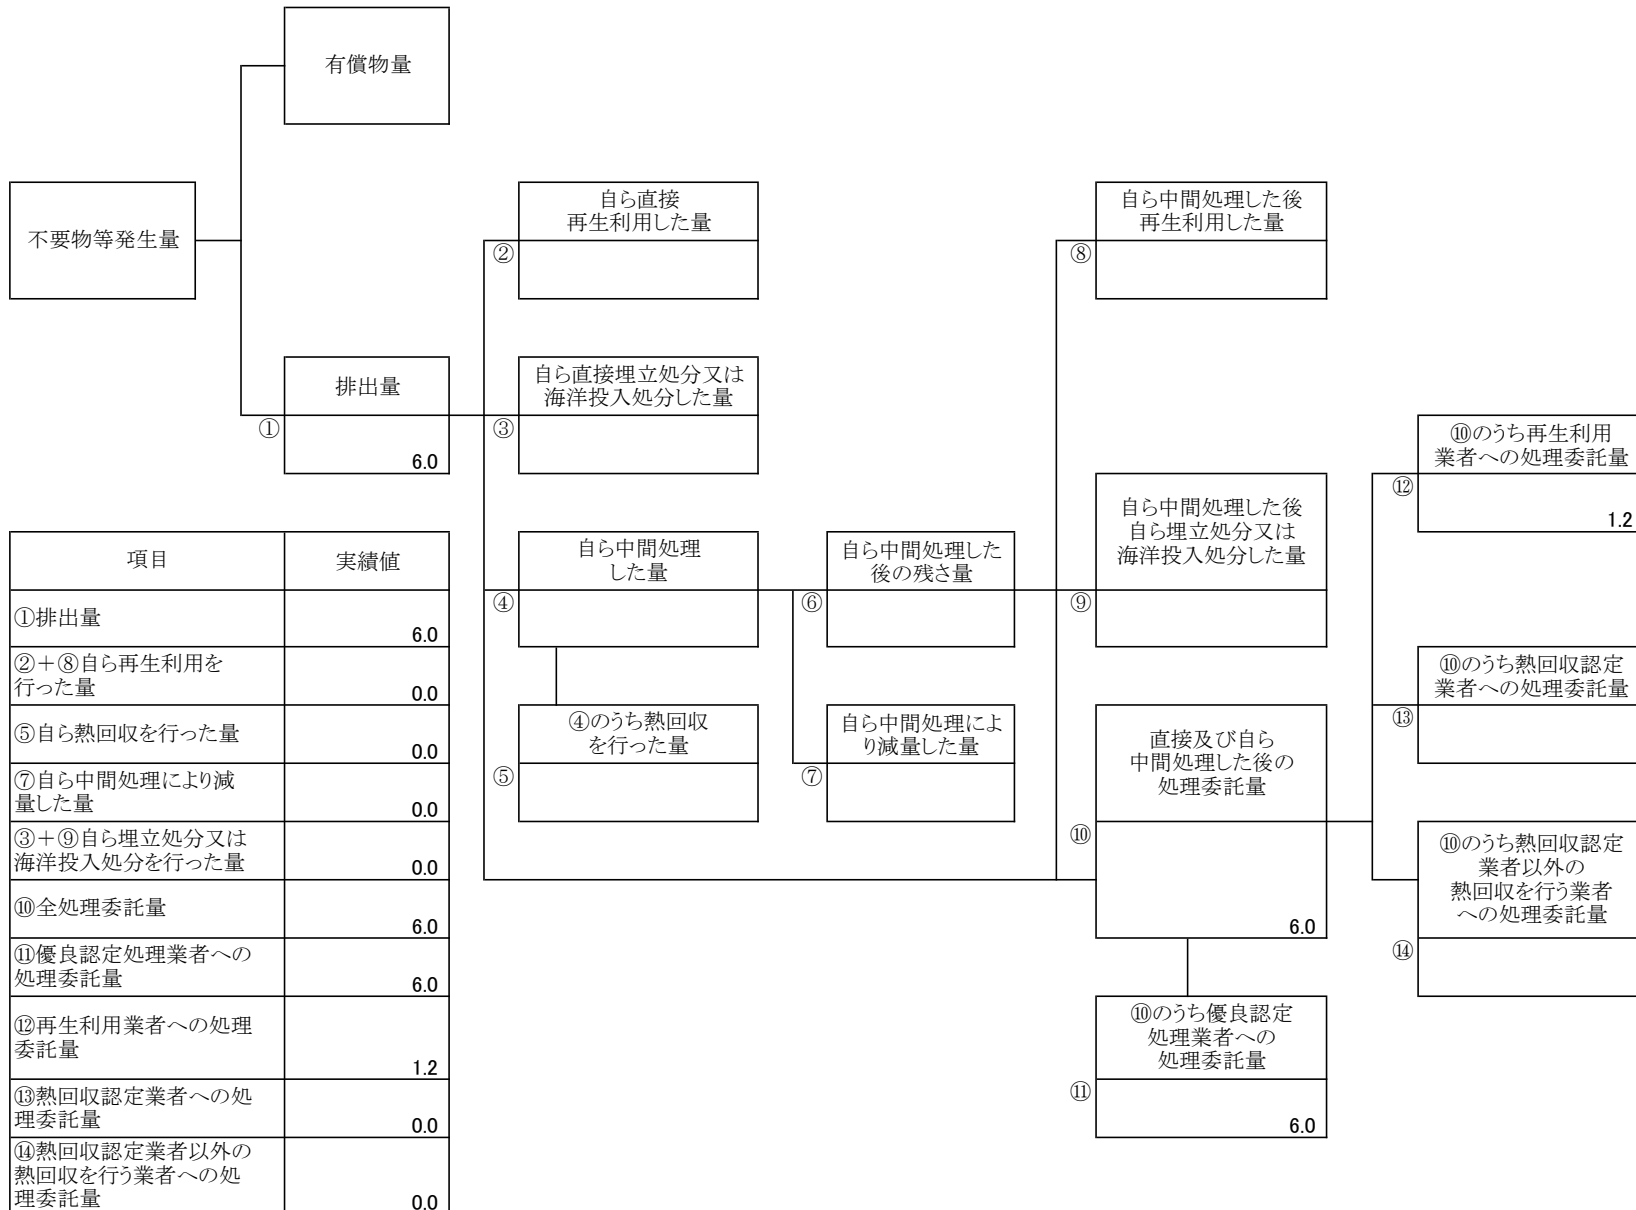 有償物量
不要物等発生量
排出量
①
6.0
自ら直接
再生利用した量
②
自ら直接埋立処分又は
海洋投入処分した量
③
自ら中間処理
した量
④
④のうち熱回収
を行った量
⑤
自ら中間処理した
後の残さ量
⑥
自ら中間処理によ
り減量した量
⑦
自ら中間処理した後
再生利用した量
⑧
自ら中間処理した後
自ら埋立処分又は
海洋投入処分した量
⑨
直接及び自ら
中間処理した後の
処理委託量
⑩
6.0
⑩のうち優良認定
処理業者への
処理委託量
⑪
6.0
⑩のうち再生利用
業者への処理委託量
⑫
1.2
⑩のうち熱回収認定
業者への処理委託量
⑬
⑩のうち熱回収認定
業者以外の
熱回収を行う業者
への処理委託量
⑭
項目 実績値
①排出量
6.0
②+⑧自ら再生利用を
行った量
0.0
⑤自ら熱回収を行った量
0.0
⑦自ら中間処理により減
量した量
0.0
③+⑨自ら埋立処分又は
海洋投入処分を行った量
0.0
⑩全処理委託量
6.0
⑪優良認定処理業者への
処理委託量
6.0
⑫再生利用業者への処理
委託量
1.2
⑬熱回収認定業者への処
理委託量
0.0
⑭熱回収認定業者以外の
熱回収を行う業者への処
理委託量
0.0